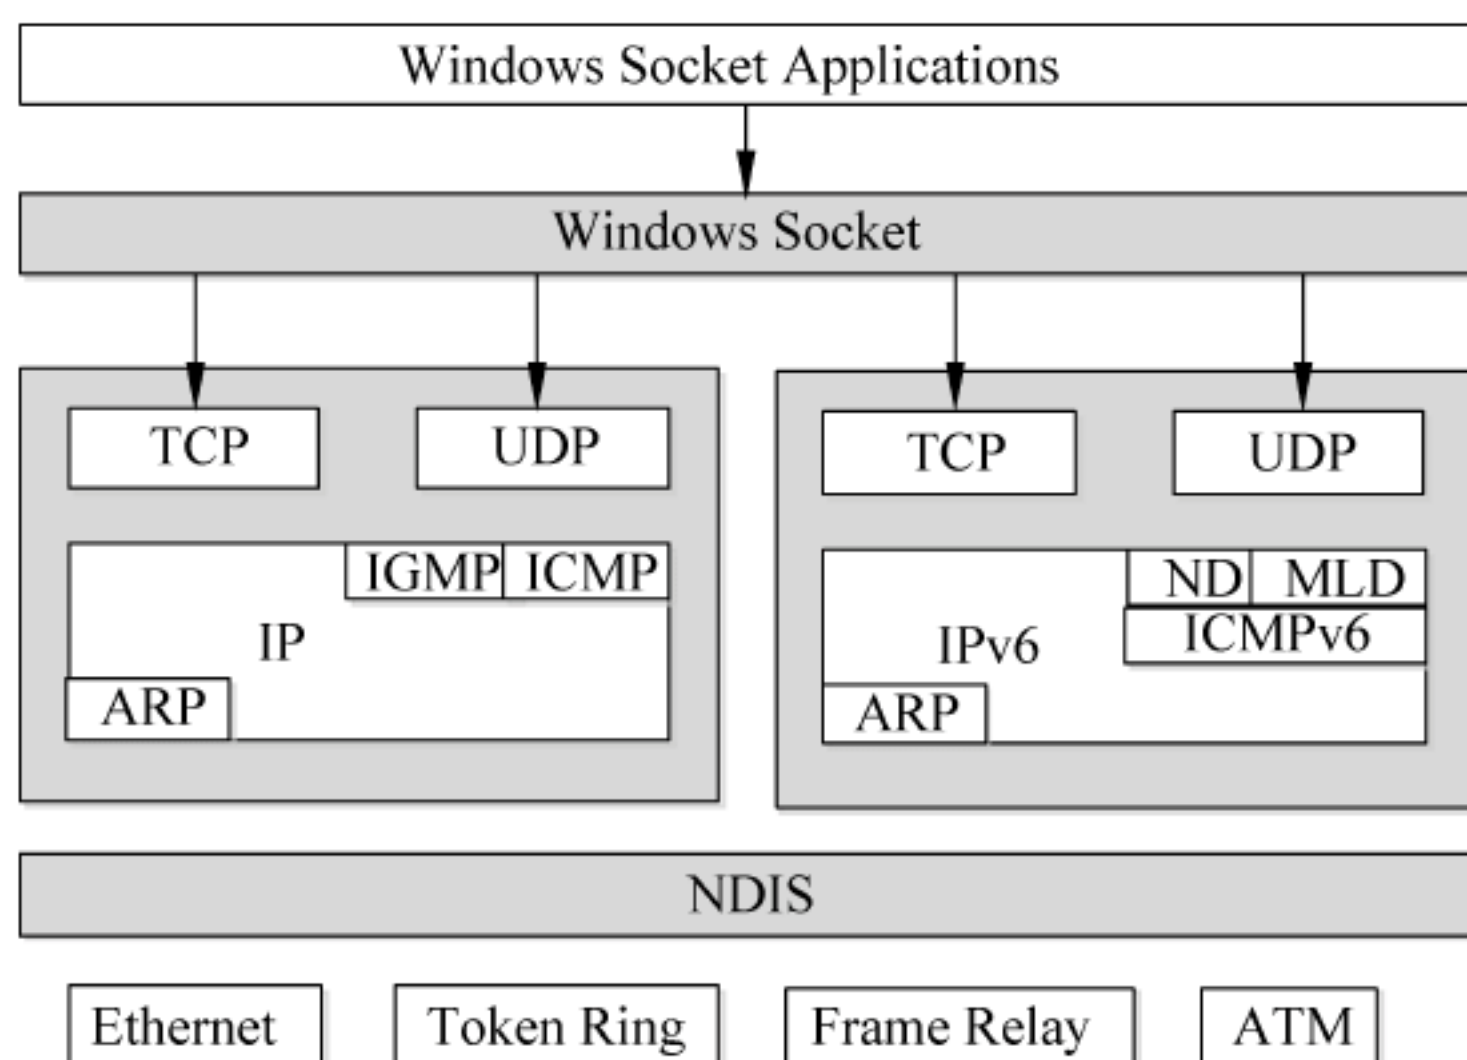 Windows Socket Applications
Windows Socket
TCP UDP TCP UDP
IGMP ICMP ND MLD
IP IPv6 ICMPv6
ARP ARP
NDIS
Ethernet Token Ring Frame Relay ATM